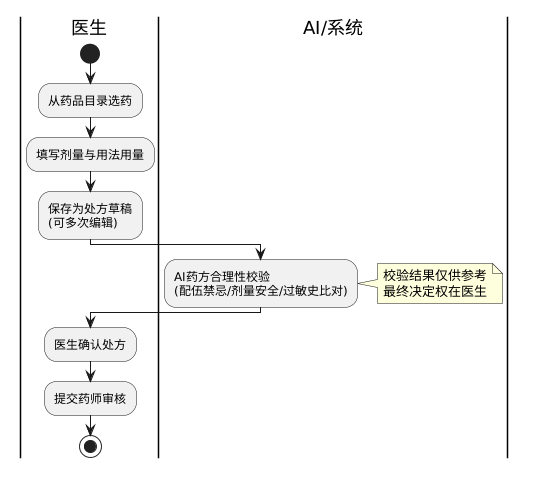 医生
AI/系统
从药品目录选药
填写剂量与用法用量
保存为处方草稿
(可多次编辑)
AI药方合理性校验
(配伍禁忌/剂量安全/过敏史比对)
校验结果仅供参考
最终决定权在医生
医生确认处方
提交药师审核